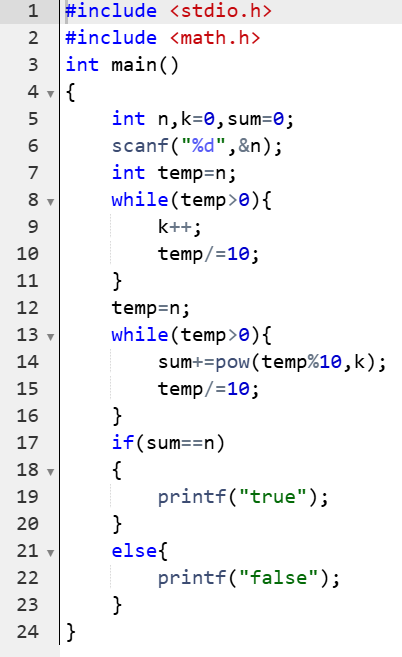 1 #include <stdio.h>
2 #include <math.h>
3 int main()
4 {
5     int n,k=0,sum=0;
6     scanf("%d",&n);
7     int temp=n;
8     while(temp>0){
9         k++;
10         temp/=10;
11     }
12     temp=n;
13     while(temp>0){
14         sum+=pow(temp%10,k);
15         temp/=10;
16     }
17     if(sum==n)
18     {
19         printf("true");
20     }
21     else{
22         printf("false");
23     }
24 }